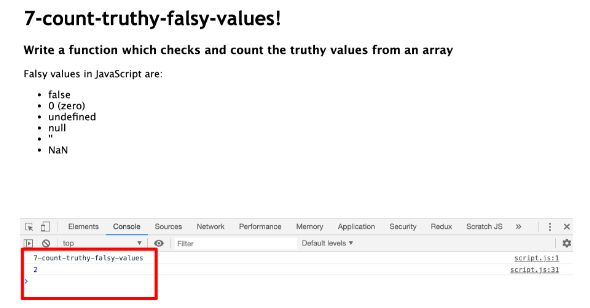 7-count-truthy-falsy-values!
Write a function which checks and count the truthy values from an array
Falsy values in JavaScript are:
• false
• 0 (zero)
• undefined
• null
• ''
• NaN
Elements Console Sources Network Performance Memory Application Security Redux Scratch JS »
top Filter Default levels ▼
7-count-truthy-falsy-values script.js:1
2 script.js:31
>